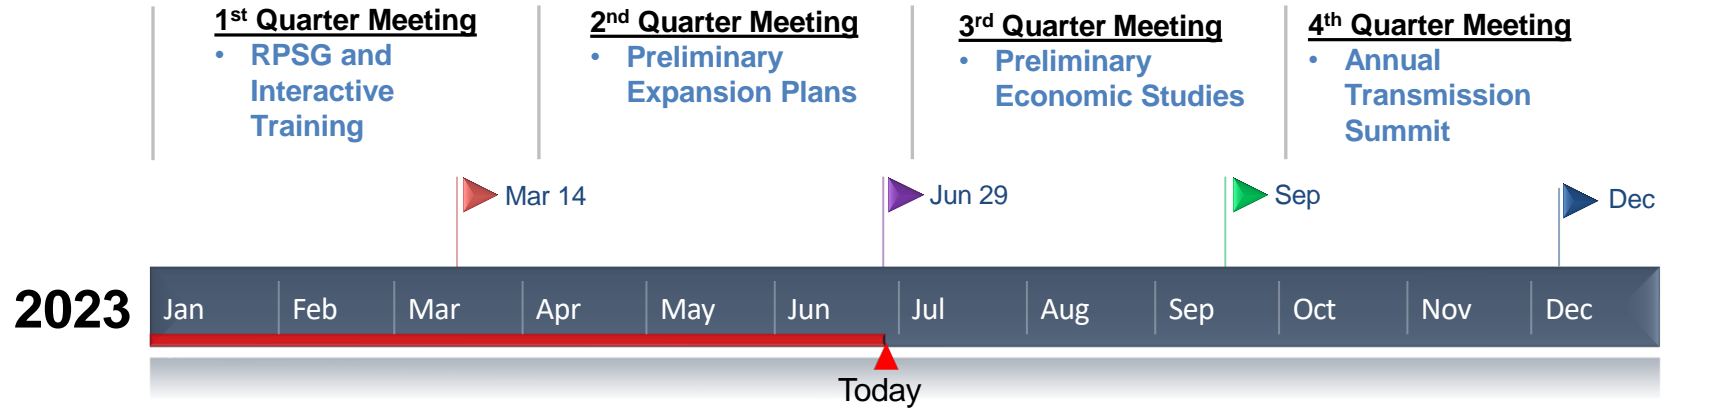 1st Quarter Meeting
• RPSG and
Interactive
Training
2nd Quarter Meeting
• Preliminary
Expansion Plans
3rd Quarter Meeting
• Preliminary
Economic Studies
4th Quarter Meeting
• Annual
Transmission
Summit
Mar 14
Jun 29
Sep
Dec
2023
Jan Feb Mar Apr May Jun Jul Aug Sep Oct Nov Dec
Today